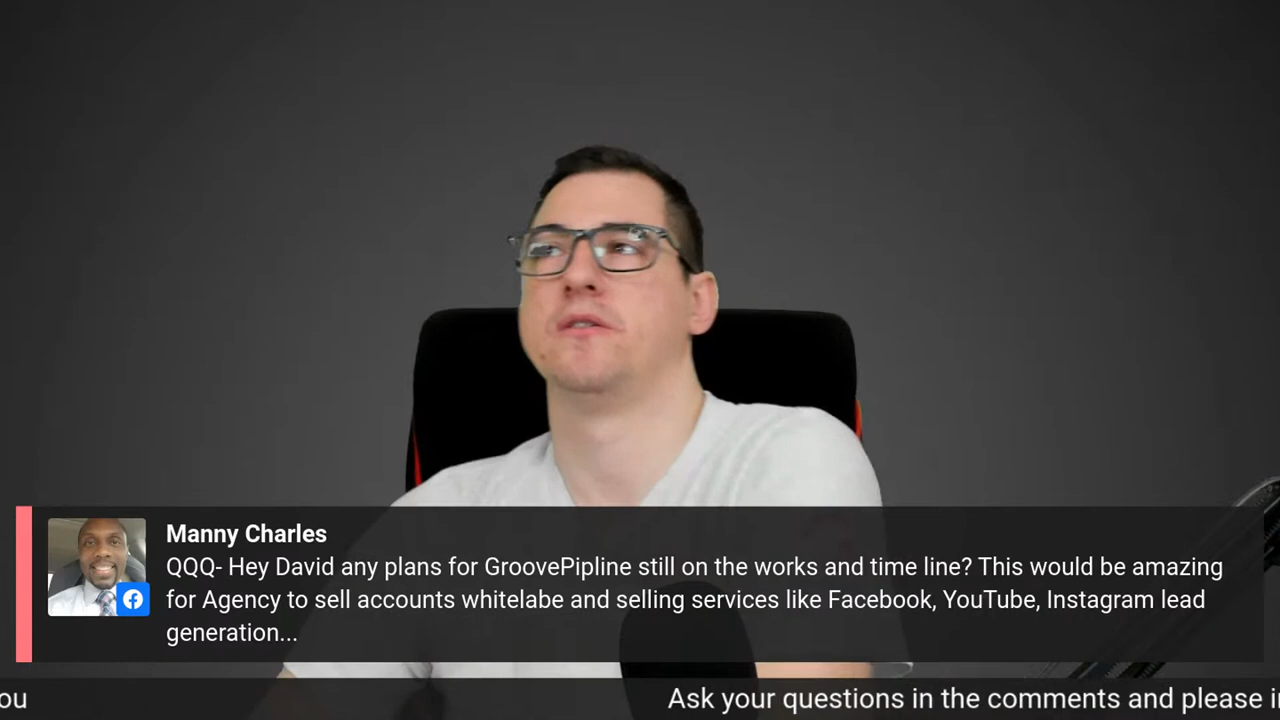 Manny Charles
QQQ- Hey David any plans for GroovePipline still on the works and time line? This would be amazing
for Agency to sell accounts whitelabe and selling services like Facebook, YouTube, Instagram lead
generation...
ou
Ask your questions in the comments and please i